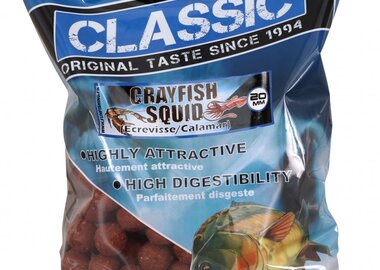 CLASSIC
ORIGINAL TASTE SINCE 1994
CRAYFISH
SQUID
(Ecrevisse/Calamar)
20
MM
HIGHLY ATTRACTIVE
Hautement attractive
HIGH DIGESTIBILITY
Parfaitement digeste